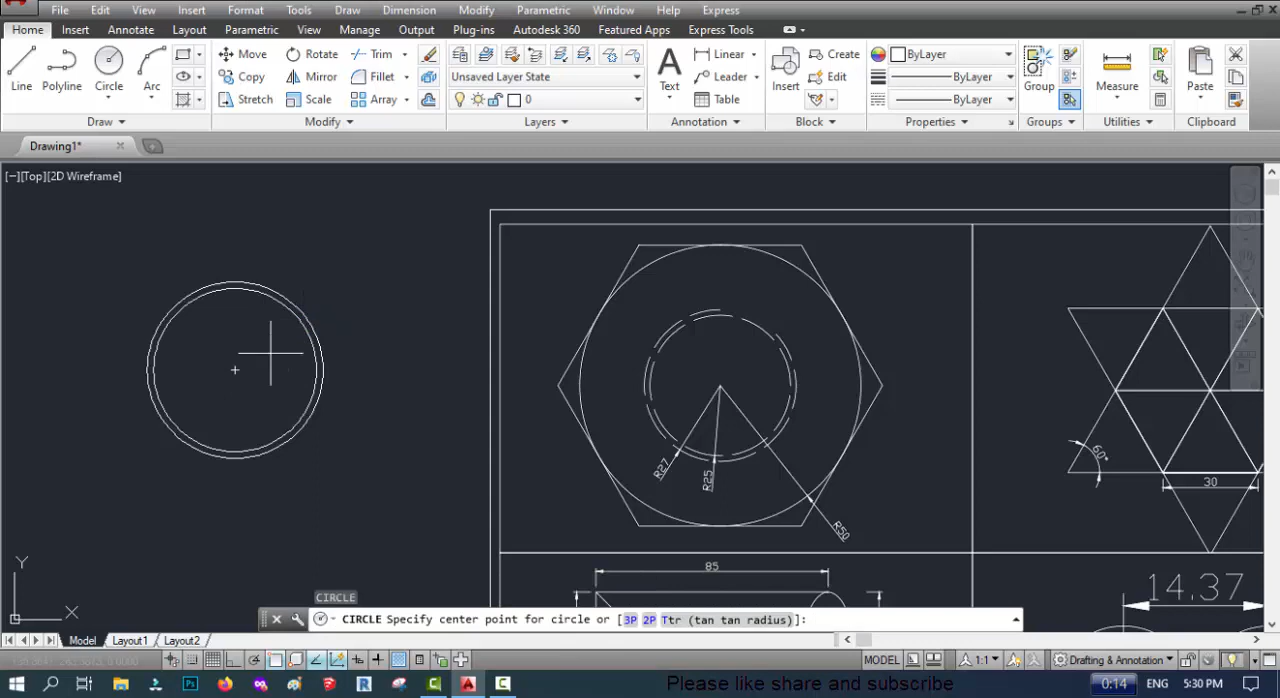 File Edit View Insert Format Tools Draw Dimension Modify Parametric Window Help Express
Home Insert Annotate Layout Parametric View Manage Output Plug-ins Autodesk 360 Featured Apps Express Tools
Line Polyline Circle Arc
Move Rotate Trim
Copy Mirror Fillet
Stretch Scale Array
Unsaved Layer State
0
Text
Linear
Leader
Table
Insert
Create
Edit
ByLayer
ByLayer
ByLayer
Group
Measure
Paste
Draw Modify Layers Annotation Block Properties Groups Utilities Clipboard
Drawing1*
[−][Top][2D Wireframe]
R27
R25
R50
60°
30
85
14.37
Y
X
CIRCLE
CIRCLE Specify center point for circle or [3P 2P Ttr (tan tan radius)]:
Model Layout1 Layout2
MODEL 1:1 Drafting & Annotation
Please like share and subscribe
0:14 ENG 5:30 PM